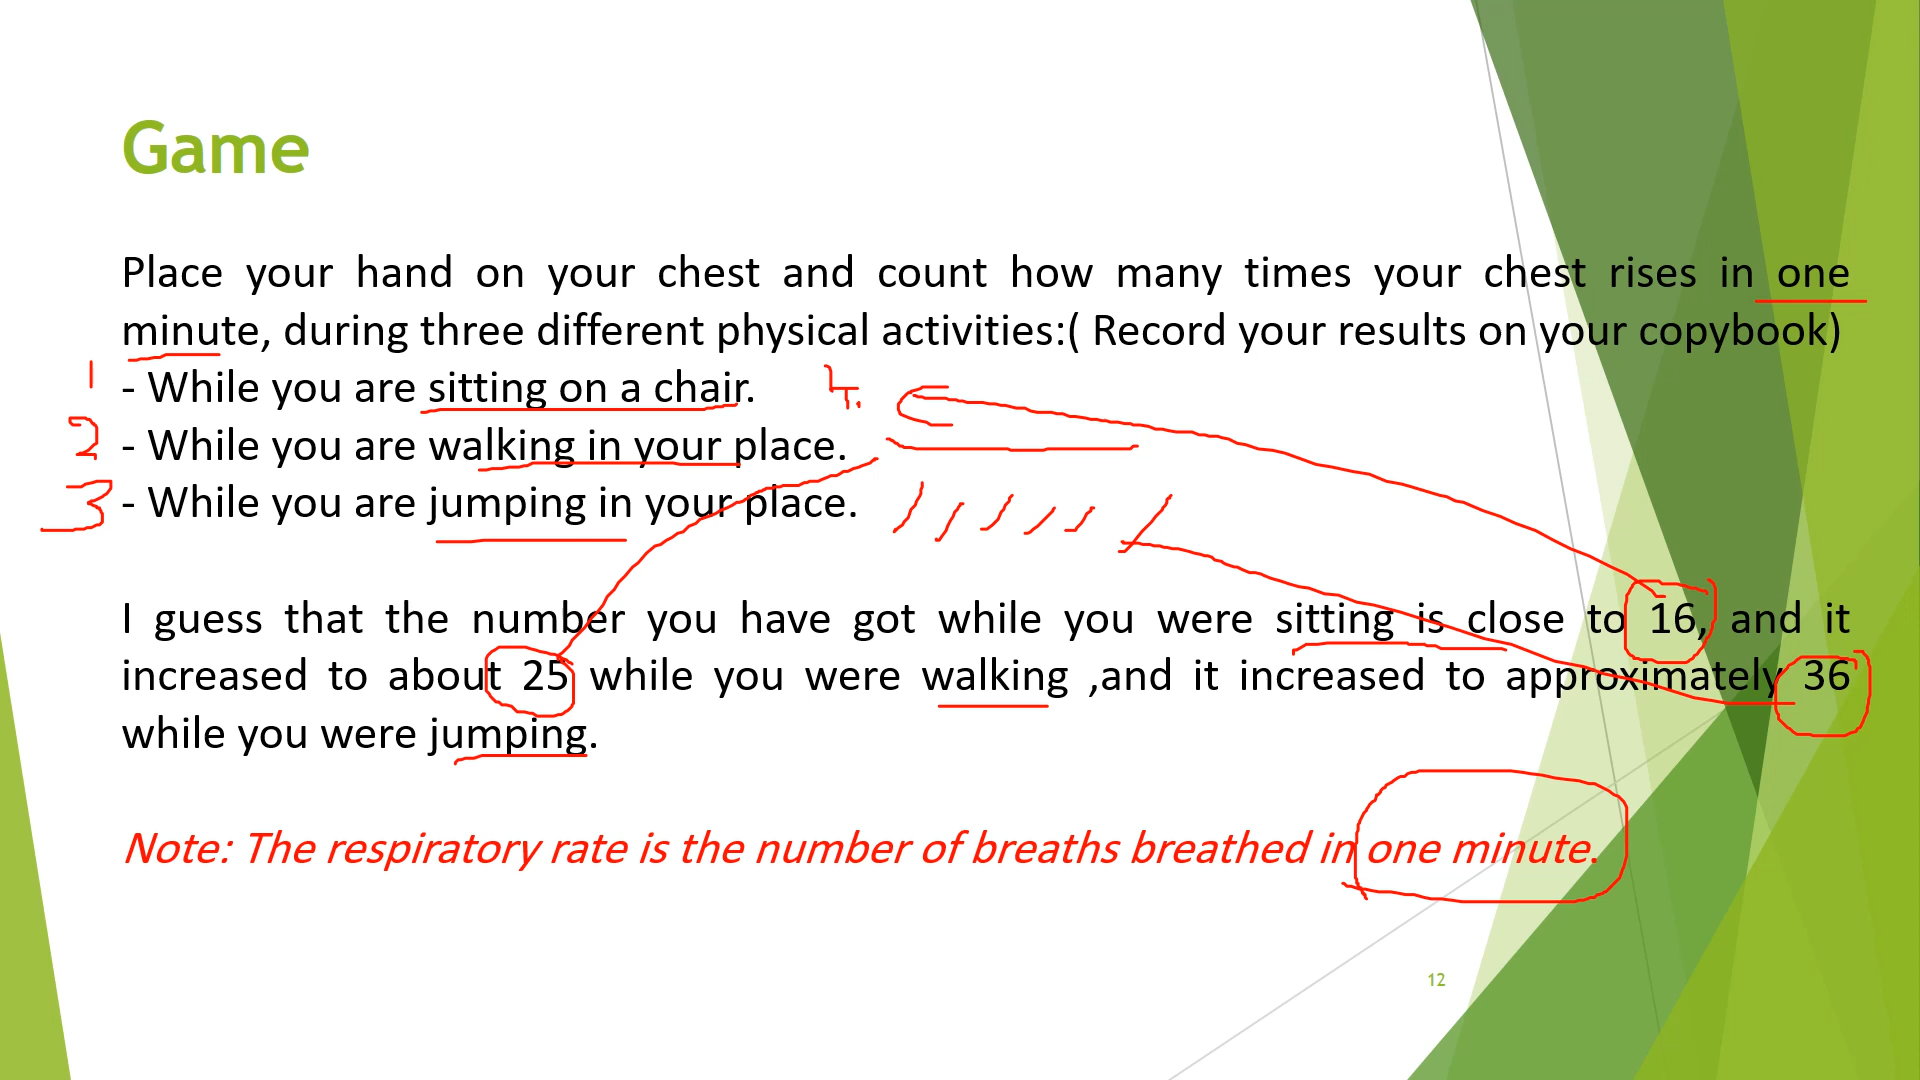 Game
Place your hand on your chest and count how many times your chest rises in one
minute, during three different physical activities:( Record your results on your copybook)
1 - While you are sitting on a chair. 4.
2 - While you are walking in your place.
3 - While you are jumping in your place.
I guess that the number you have got while you were sitting is close to 16, and it
increased to about 25 while you were walking ,and it increased to approximately 36
while you were jumping.
Note: The respiratory rate is the number of breaths breathed in one minute.
12